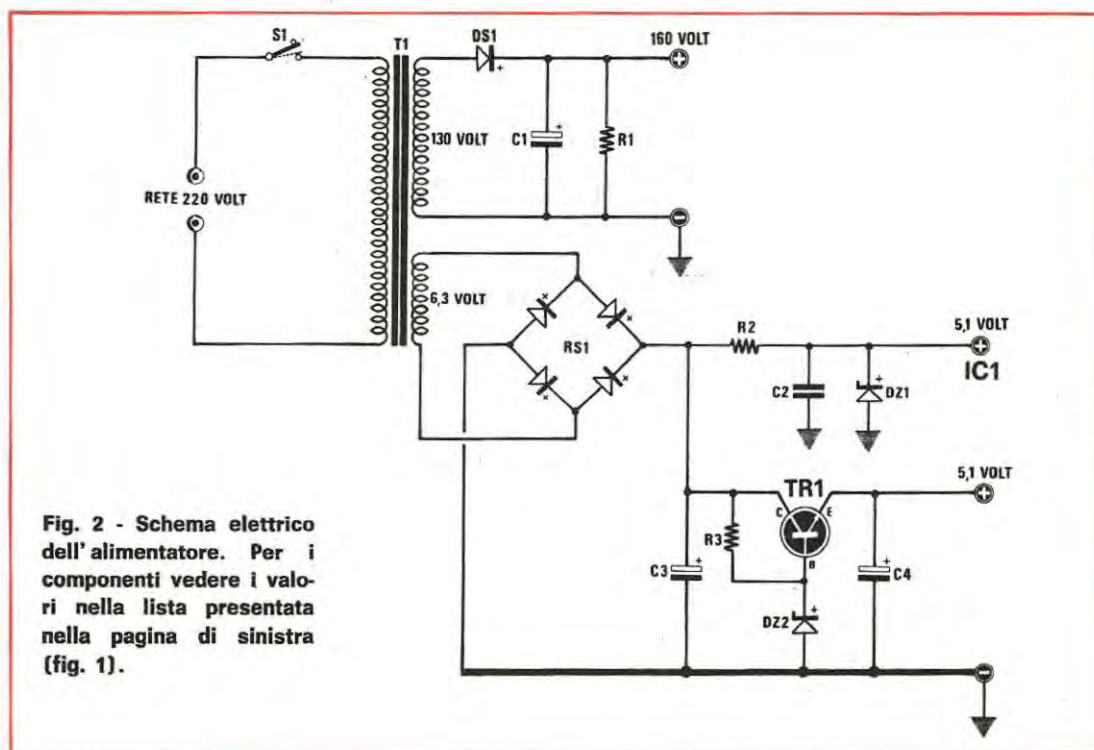 S1
T1
DS1
160 VOLT
+
+
130 VOLT
C1
+
R1
RETE 220 VOLT
-
6,3 VOLT
+
+
RS1
+
+
R2
5,1 VOLT
+
IC1
C2
DZ1
+
5,1 VOLT
+
TR1
C
E
B
R3
C3
+
C4
+
DZ2
+
-
Fig. 2 - Schema elettrico
dell'alimentatore. Per i
componenti vedere i valo-
ri nella lista presentata
nella pagina di sinistra
(fig. 1).